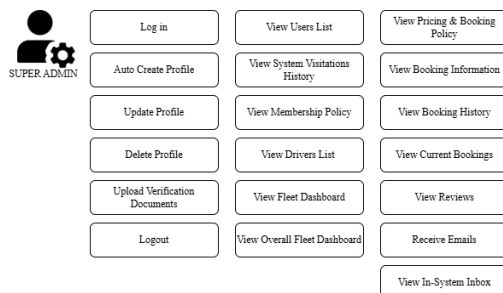 SUPER ADMIN
Log in
Auto Create Profile
Update Profile
Delete Profile
Upload Verification
Documents
Logout
View Users List
View System Visitations
History
View Membership Policy
View Drivers List
View Fleet Dashboard
View Overall Fleet Dashboard
View Pricing & Booking
Policy
View Booking Information
View Booking History
View Current Bookings
View Reviews
Receive Emails
View In-System Inbox